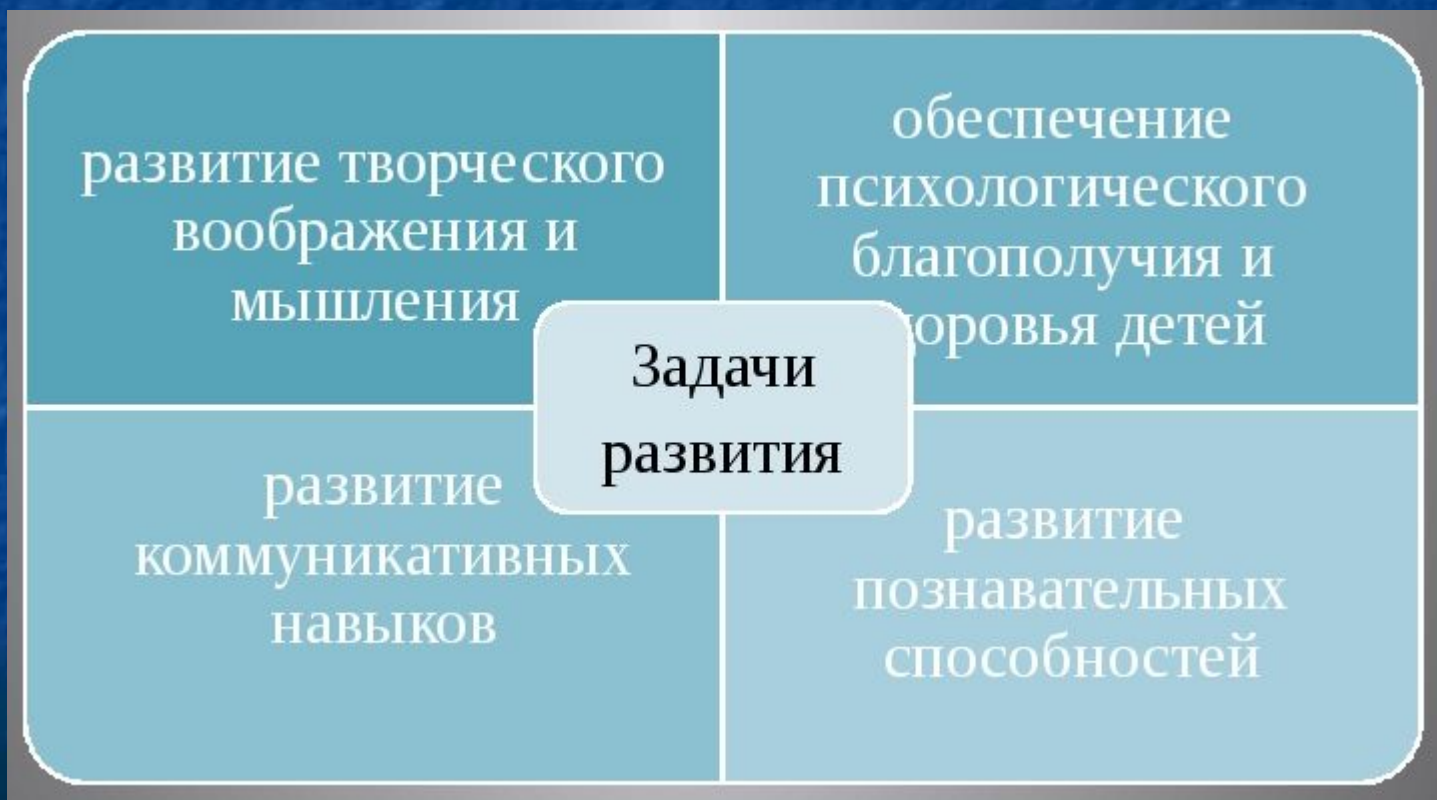 развитие творческого
воображения и
мышления
обеспечение
психологического
благополучия и
детей
Задачи
развития
развитие
коммуникативных
навыков
развитие
познавательных
способностей